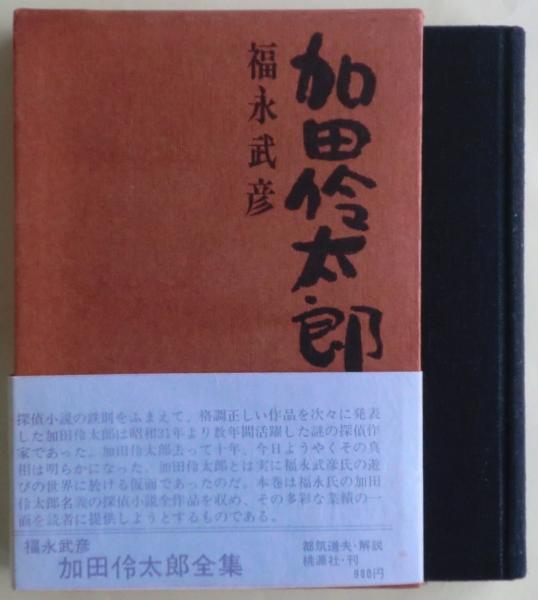 加田伶太郎
福永武彦
探偵小説の鉄則をふまえて、格調正しい作品を次々に発表
した加田伶太郎は昭和31年より数年間活躍した謎の探偵作
家であった。加田伶太郎去って十年、今日ようやくその真
相は明らかになった。加田伶太郎とは実に福永武彦氏の遊
びの世界に於ける仮面であったのだ。本巻は福永氏の加田
伶太郎名義の探偵小説全作品を収め、その多彩な業績の一
面を読者に提供しようとするものである。
福永武彦
加田伶太郎全集
都筑道夫・解説
桃源社・刊
980円